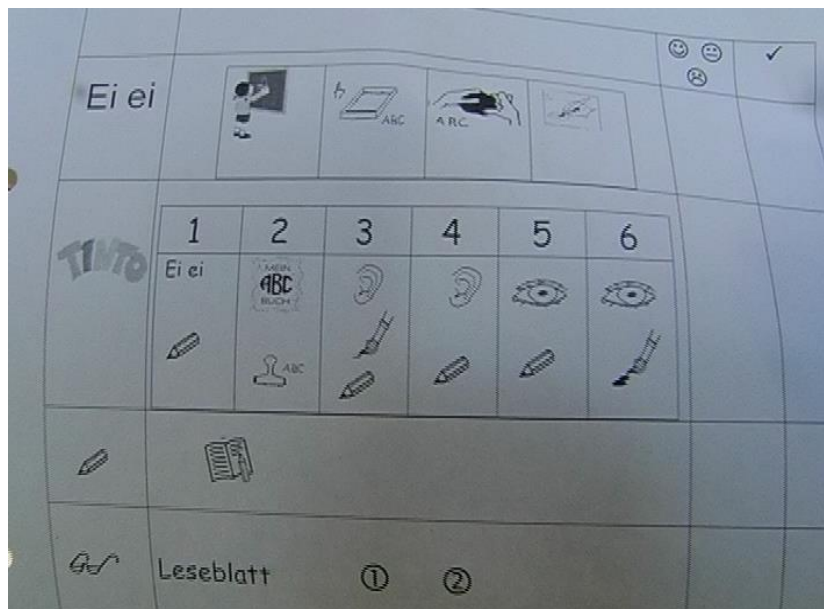 ✓
Ei ei
ABC
ABC
TINTO
1 2 3 4 5 6
Ei ei
MEIN
ABC
BUCH
ABC
Leseblatt ① ②